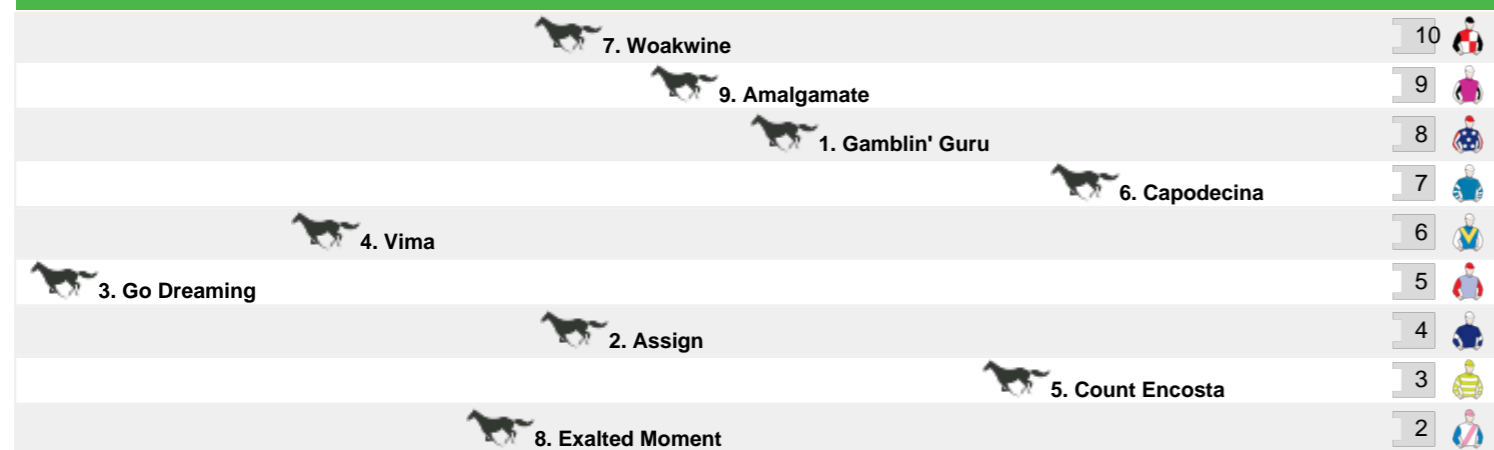 7. Woakwine 10
9. Amalgamate 9
1. Gamblin' Guru 8
6. Capodecina 7
4. Vima 6
3. Go Dreaming 5
2. Assign 4
5. Count Encosta 3
8. Exalted Moment 2